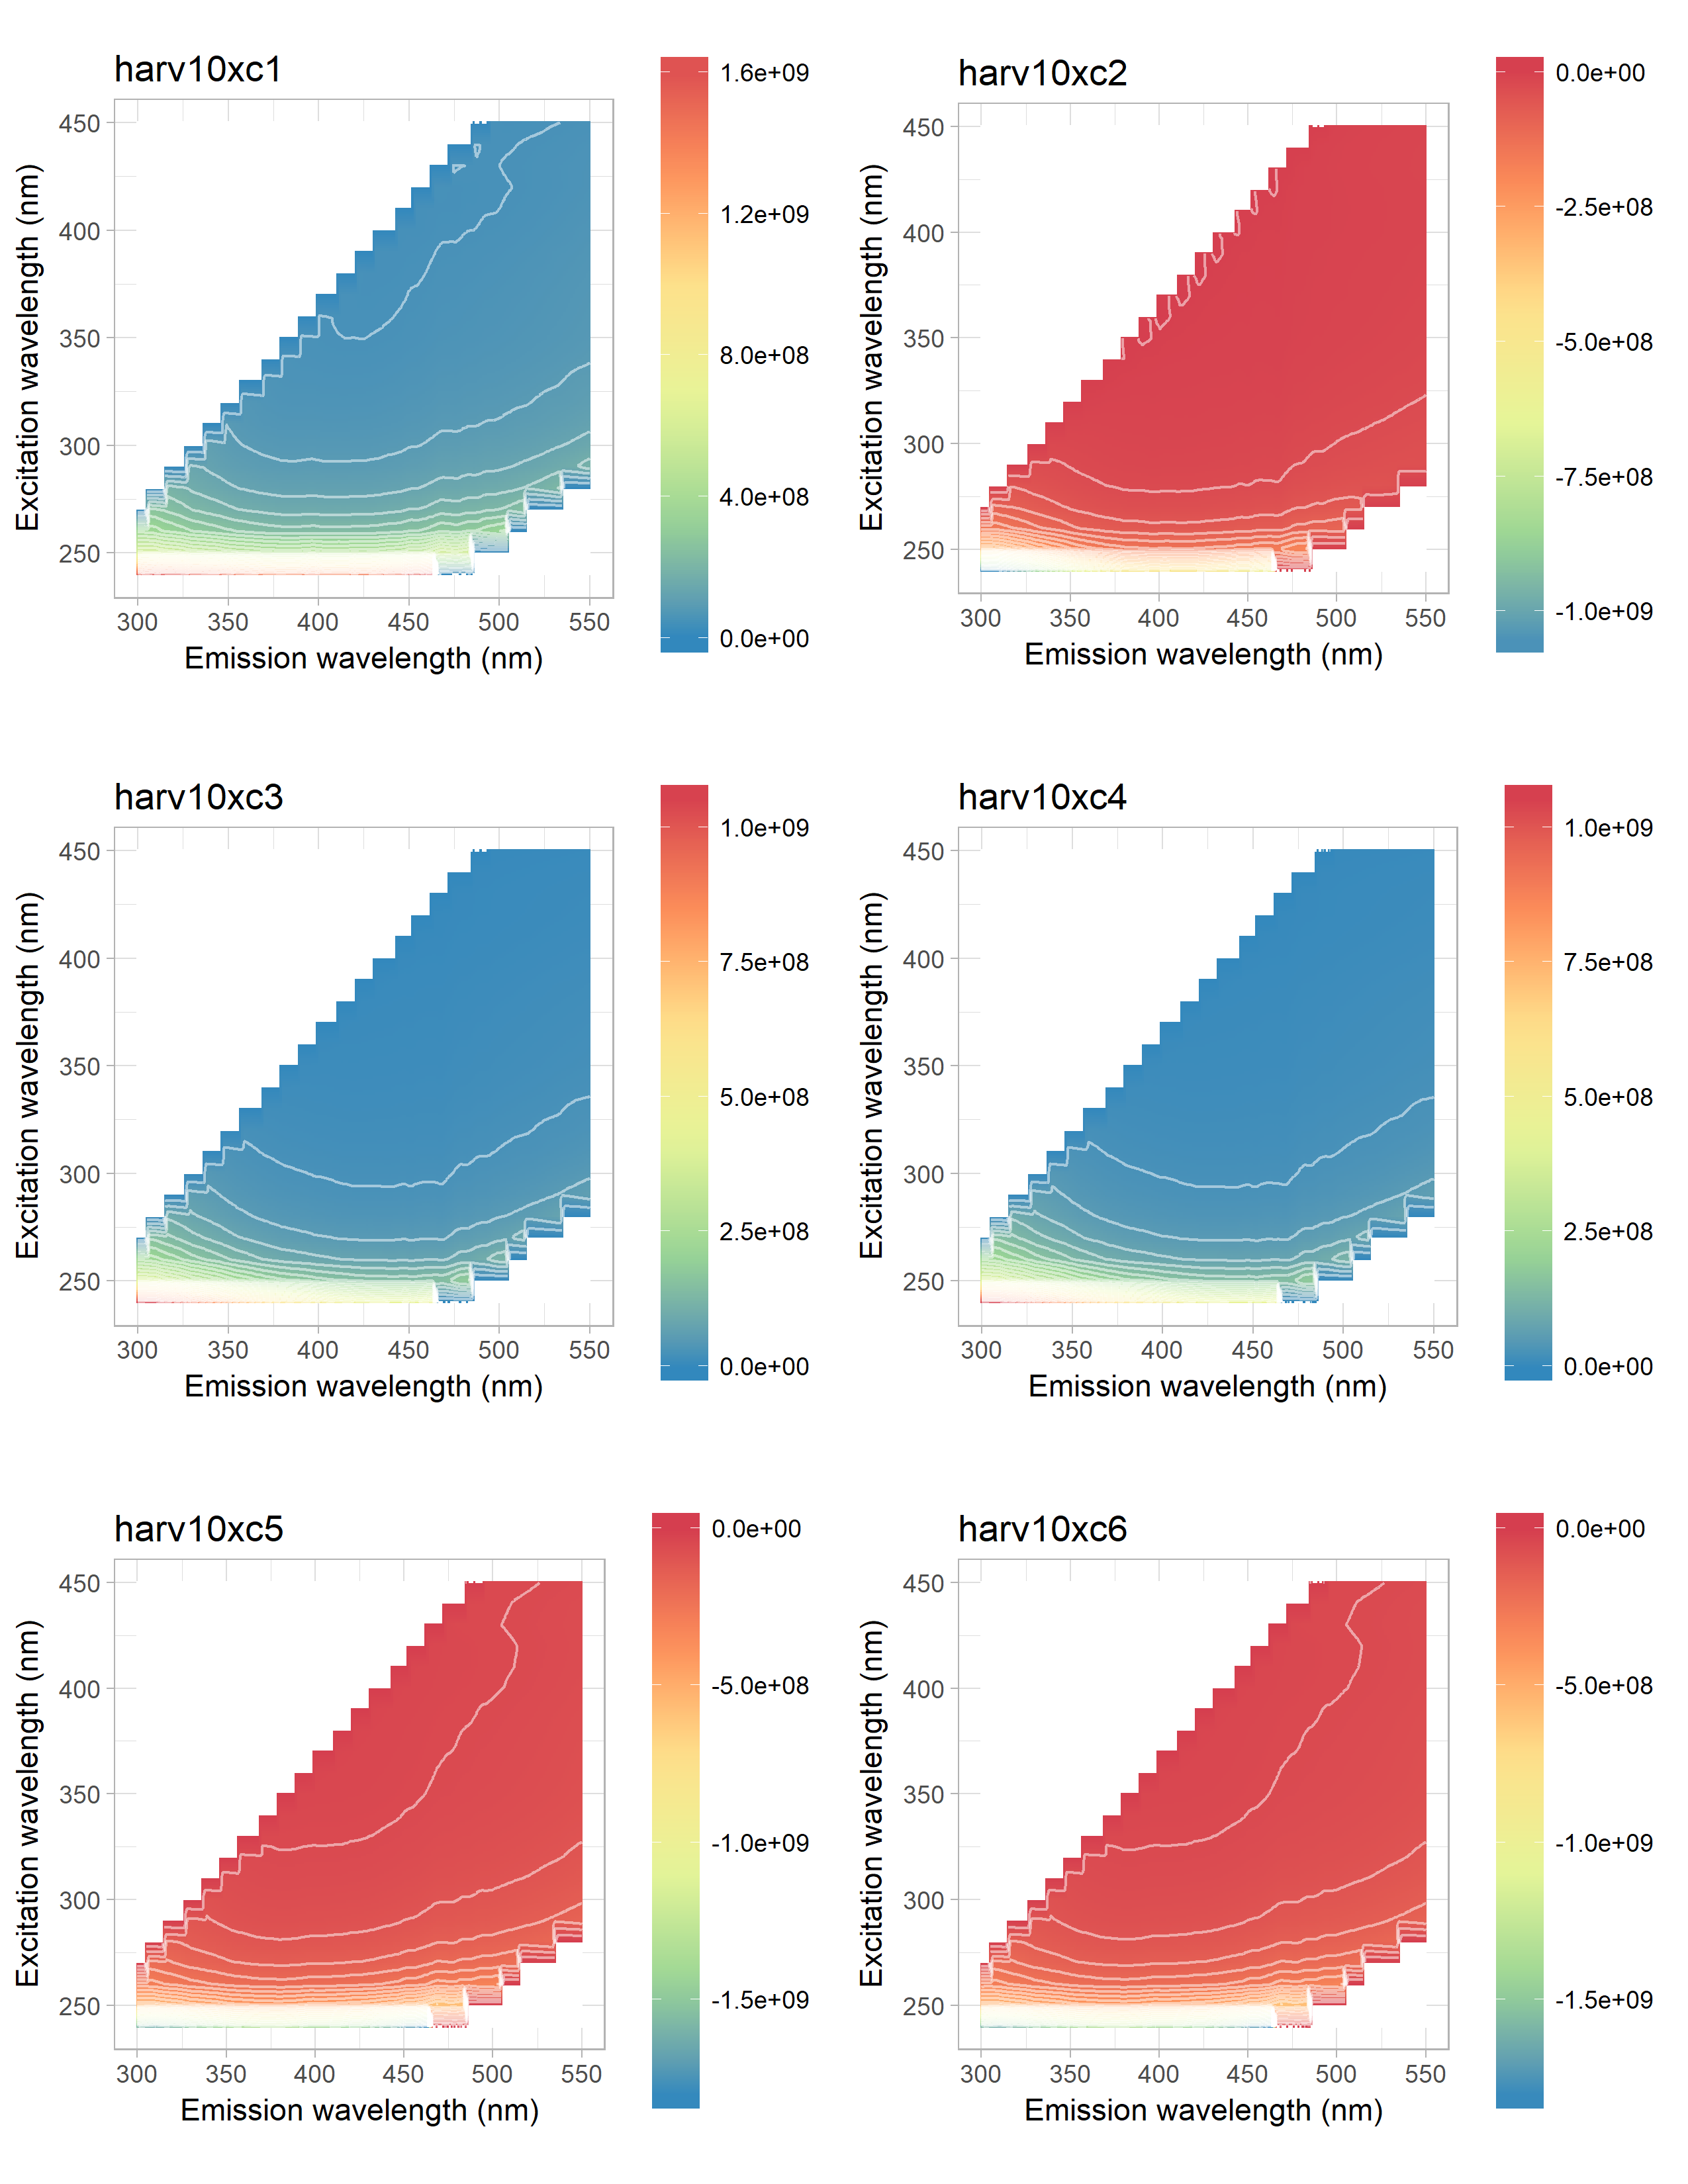 harv10xc1
1.6e+09
1.2e+09
8.0e+08
4.0e+08
0.0e+00
450
400
350
300
250
300 350 400 450 500 550
Emission wavelength (nm)
Excitation wavelength (nm)
harv10xc2
0.0e+00
-2.5e+08
-5.0e+08
-7.5e+08
-1.0e+09
450
400
350
300
250
300 350 400 450 500 550
Emission wavelength (nm)
Excitation wavelength (nm)
harv10xc3
1.0e+09
7.5e+08
5.0e+08
2.5e+08
0.0e+00
450
400
350
300
250
300 350 400 450 500 550
Emission wavelength (nm)
Excitation wavelength (nm)
harv10xc4
1.0e+09
7.5e+08
5.0e+08
2.5e+08
0.0e+00
450
400
350
300
250
300 350 400 450 500 550
Emission wavelength (nm)
Excitation wavelength (nm)
harv10xc5
0.0e+00
-5.0e+08
-1.0e+09
-1.5e+09
450
400
350
300
250
300 350 400 450 500 550
Emission wavelength (nm)
Excitation wavelength (nm)
harv10xc6
0.0e+00
-5.0e+08
-1.0e+09
-1.5e+09
450
400
350
300
250
300 350 400 450 500 550
Emission wavelength (nm)
Excitation wavelength (nm)